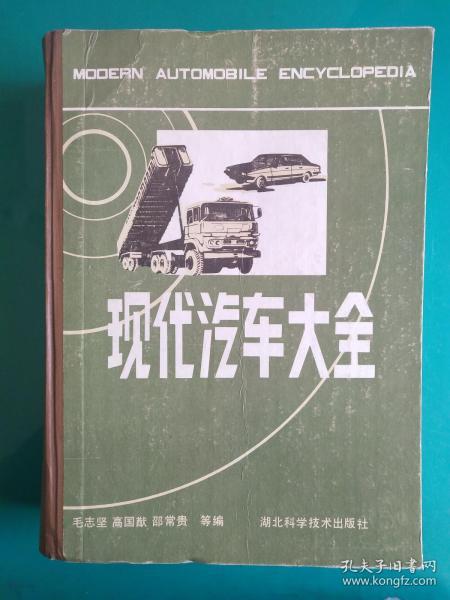 MODERN AUTOMOBILE ENCYCLOPEDIA
现代汽车大全
毛志坚 高国猷 邵常贵 等编 湖北科学技术出版社
孔夫子旧书网
www.kongfz.com